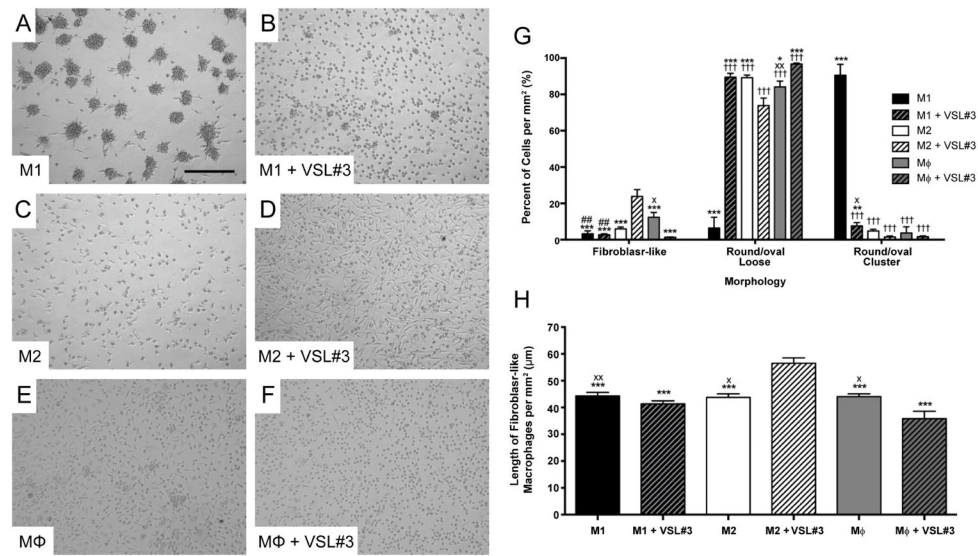 A
M1
B
M1 + VSL#3
C
M2
D
M2 + VSL#3
E
MΦ
F
MΦ + VSL#3
G
Percent of Cells per mm² (%)
100
80
60
40
20
0
##
***
##
***
***
x
***
***
***
***
†††
***
†††
†††
*
xx
†††
***
†††
***
x
**
†††
†††
†††
†††
†††
Fibroblasr-like
Round/oval
Loose
Round/oval
Cluster
Morphology
M1
M1 + VSL#3
M2
M2 + VSL#3
Mϕ
Mϕ + VSL#3
H
Length of Fibroblasr-like
Macrophages per mm² (µm)
70
60
50
40
30
20
10
0
xx
***
***
x
***
x
***
***
M1
M1 + VSL#3
M2
M2 + VSL#3
Mϕ
Mϕ + VSL#3